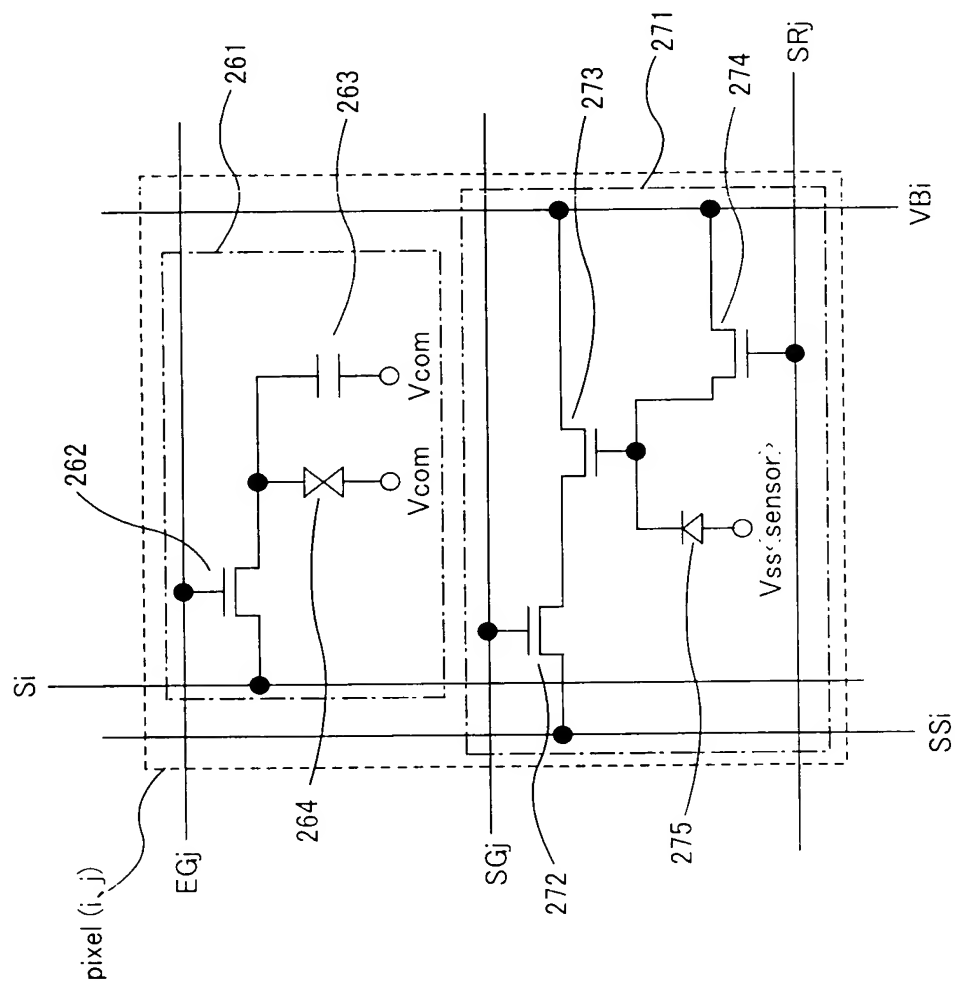 pixel (i、j)
EGj
Si
SSi
SGj
VBi
SRj
261
262
263
264
Vcom
Vcom
271
272
273
274
275
Vss(sensor)